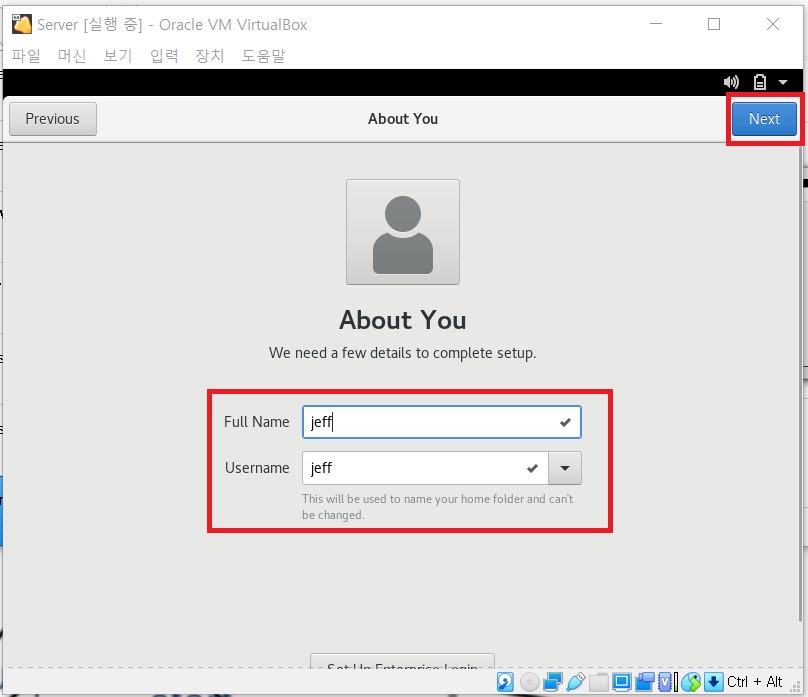 Server [실행 중] - Oracle VM VirtualBox
파일 머신 보기 입력 장치 도움말
Previous About You Next
About You
We need a few details to complete setup.
Full Name jeff
Username jeff
This will be used to name your home folder and can't
be changed.
Set Up Enterprise Login
Ctrl + Alt